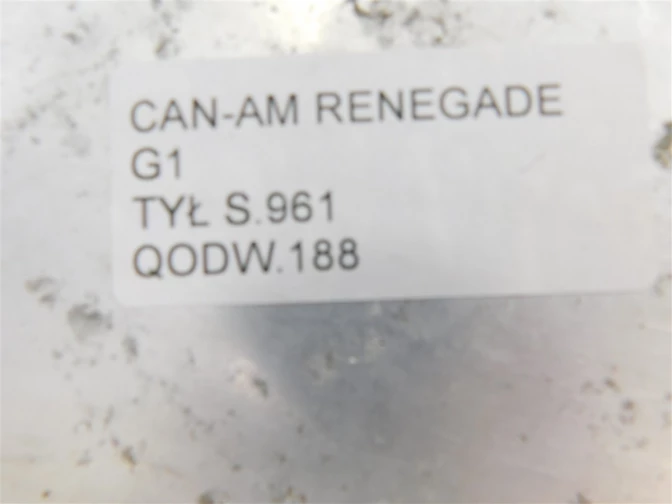 CAN-AM RENEGADE
G1
TYŁ S.961
QODW.188